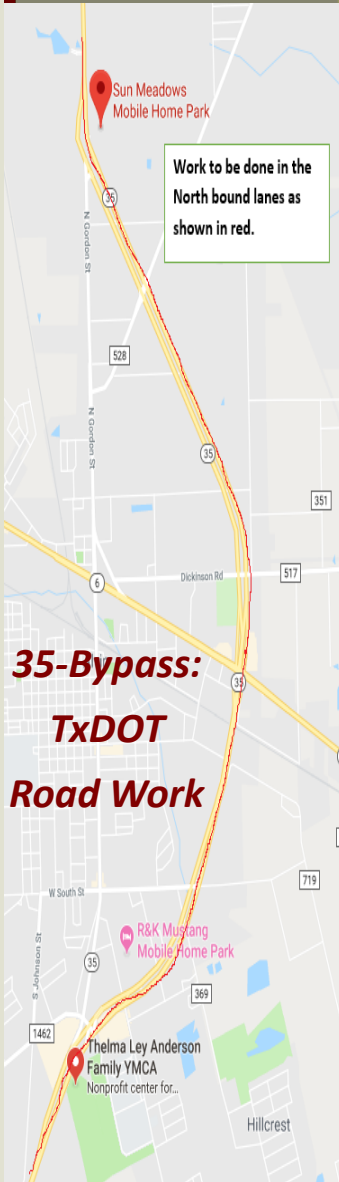 Sun Meadows
Mobile Home Park
Work to be done in the
North bound lanes as
shown in red.
35
N Gordon St
528
N Gordon St
35
351
6
Dickinson Rd
517
35-Bypass:
35
TxDOT
Road Work
719
W South St
R&K Mustang
Mobile Home Park
S Johnson St
35
369
1462
Thelma Ley Anderson
Family YMCA
Nonprofit center for...
Hillcrest